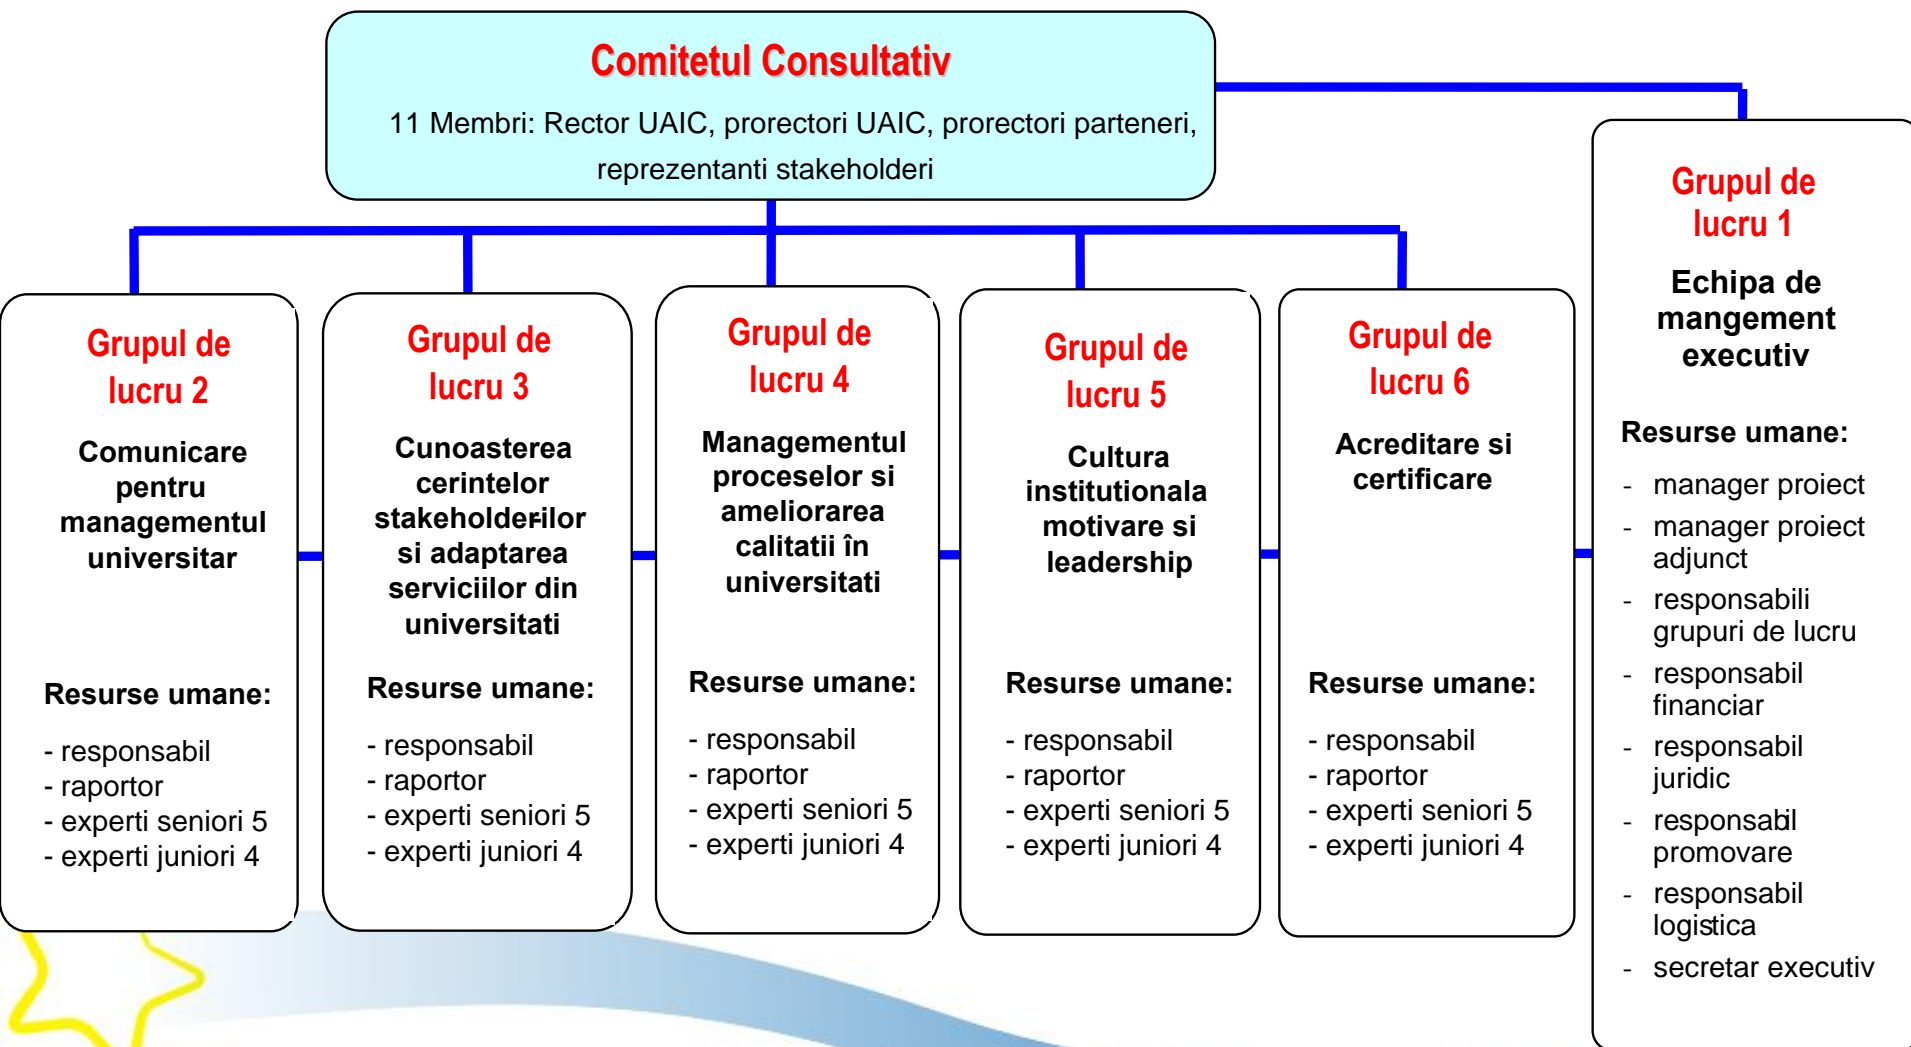 Comitetul Consultativ
11 Membri: Rector UAIC, prorectori UAIC, prorectori parteneri,
reprezentanti stakeholderi
Grupul de
lucru 1
Echipa de
mangement
executiv
Resurse umane:
- manager proiect
- manager proiect
adjunct
- responsabili
grupuri de lucru
- responsabil
financiar
- responsabil
juridic
- responsabil
promovare
- responsabil
logistica
- secretar executiv
Grupul de
lucru 2
Comunicare
pentru
managementul
universitar
Resurse umane:
- responsabil
- raportor
- experti seniori 5
- experti juniori 4
Grupul de
lucru 3
Cunoasterea
cerintelor
stakeholder-ilor
si adaptarea
serviciilor din
universitati
Resurse umane:
- responsabil
- raportor
- experti seniori 5
- experti juniori 4
Grupul de
lucru 4
Managementul
proceselor si
ameliorarea
calitatii în
universitati
Resurse umane:
- responsabil
- raportor
- experti seniori 5
- experti juniori 4
Grupul de
lucru 5
Cultura
institutionala
motivare si
leadership
Resurse umane:
- responsabil
- raportor
- experti seniori 5
- experti juniori 4
Grupul de
lucru 6
Acreditare si
certificare
Resurse umane:
- responsabil
- raportor
- experti seniori 5
- experti juniori 4